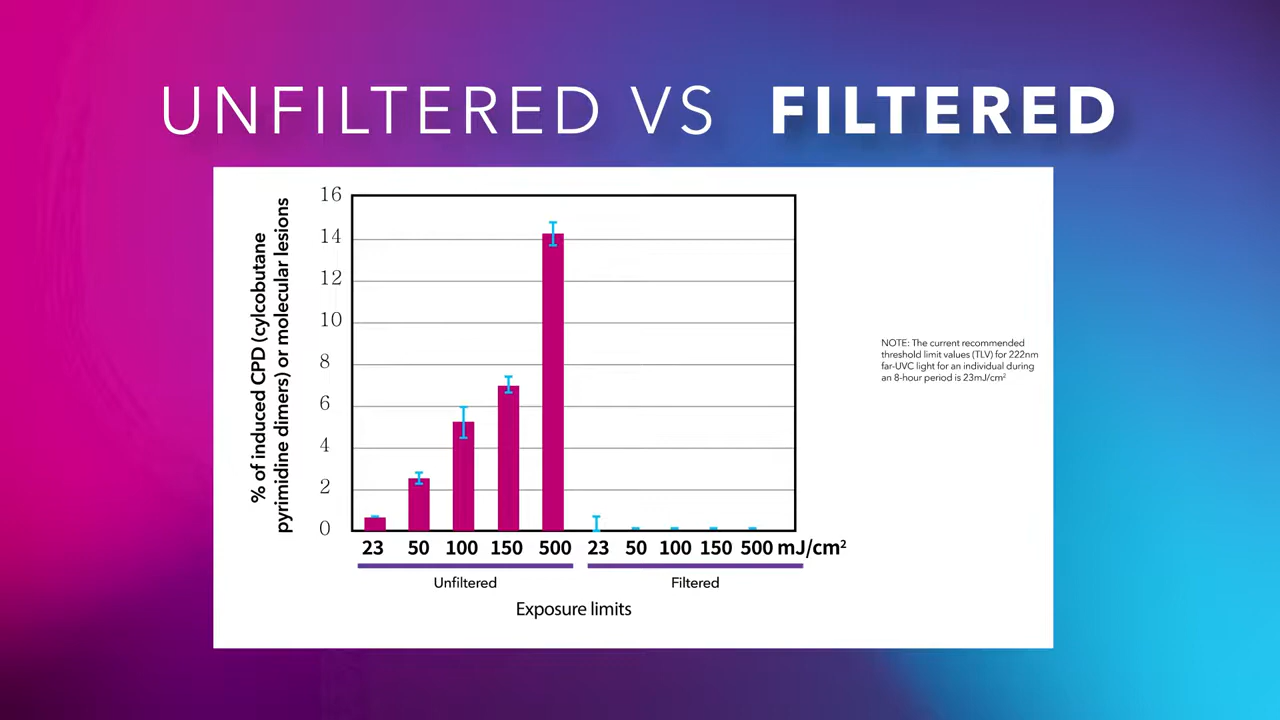 UNFILTERED VS FILTERED
% of induced CPD (cylcobutane
pyrimidine dimers) or molecular lesions
16
14
12
10
8
6
4
2
0
23 50 100 150 500 23 50 100 150 500 mJ/cm²
Unfiltered Filtered
Exposure limits
NOTE: The current recommended
threshold limit values (TLV) for 222nm
far-UVC light for an individual during
an 8-hour period is 23mJ/cm²